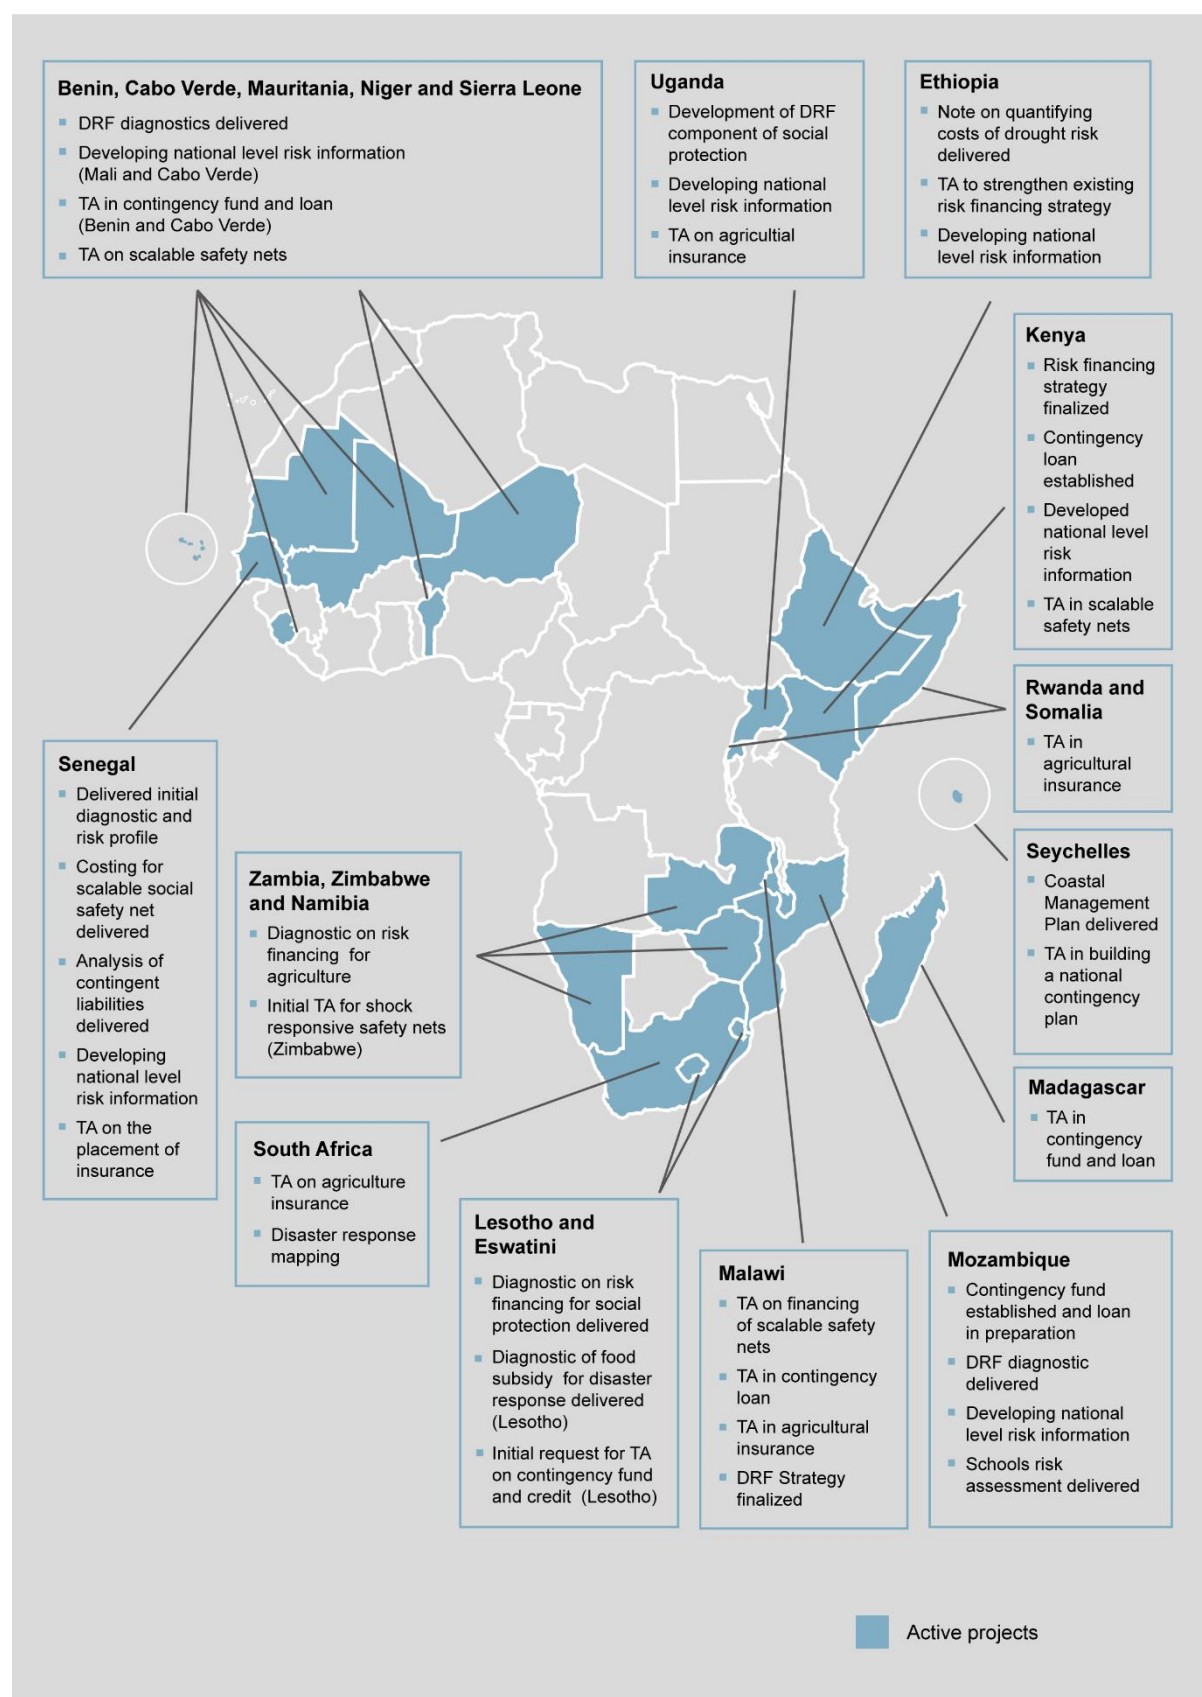 Benin, Cabo Verde, Mauritania, Niger and Sierra Leone
DRF diagnostics delivered
Developing national level risk information
(Mali and Cabo Verde)
TA in contingency fund and loan
(Benin and Cabo Verde)
TA on scalable safety nets
Uganda
Development of DRF
component of social
protection
Developing national
level risk information
TA on agricultial
insurance
Ethiopia
Note on quantifying
costs of drought risk
delivered
TA to strengthen existing
risk financing strategy
Developing national
level risk information
Kenya
Risk financing
strategy
finalized
Contingency
loan
established
Developed
national level
risk
information
TA in scalable
safety nets
Rwanda and
Somalia
TA in
agricultural
insurance
Seychelles
Coastal
Management
Plan delivered
TA in building
a national
contingency
plan
Madagascar
TA in
contingency
fund and loan
Senegal
Delivered initial
diagnostic and
risk profile
Costing for
scalable social
safety net
delivered
Analysis of
contingent
liabilities
delivered
Developing
national level
risk information
TA on the
placement of
insurance
Zambia, Zimbabwe
and Namibia
Diagnostic on risk
financing for
agriculture
Initial TA for shock
responsive safety nets
(Zimbabwe)
South Africa
TA on agriculture
insurance
Disaster response
mapping
Lesotho and
Eswatini
Diagnostic on risk
financing for social
protection delivered
Diagnostic of food
subsidy for disaster
response delivered
(Lesotho)
Initial request for TA
on contingency fund
and credit (Lesotho)
Malawi
TA on financing
of scalable safety
nets
TA in contingency
loan
TA in agricultural
insurance
DRF Strategy
finalized
Mozambique
Contingency fund
established and loan
in preparation
DRF diagnostic
delivered
Developing national
level risk information
Schools risk
assessment delivered
Active projects